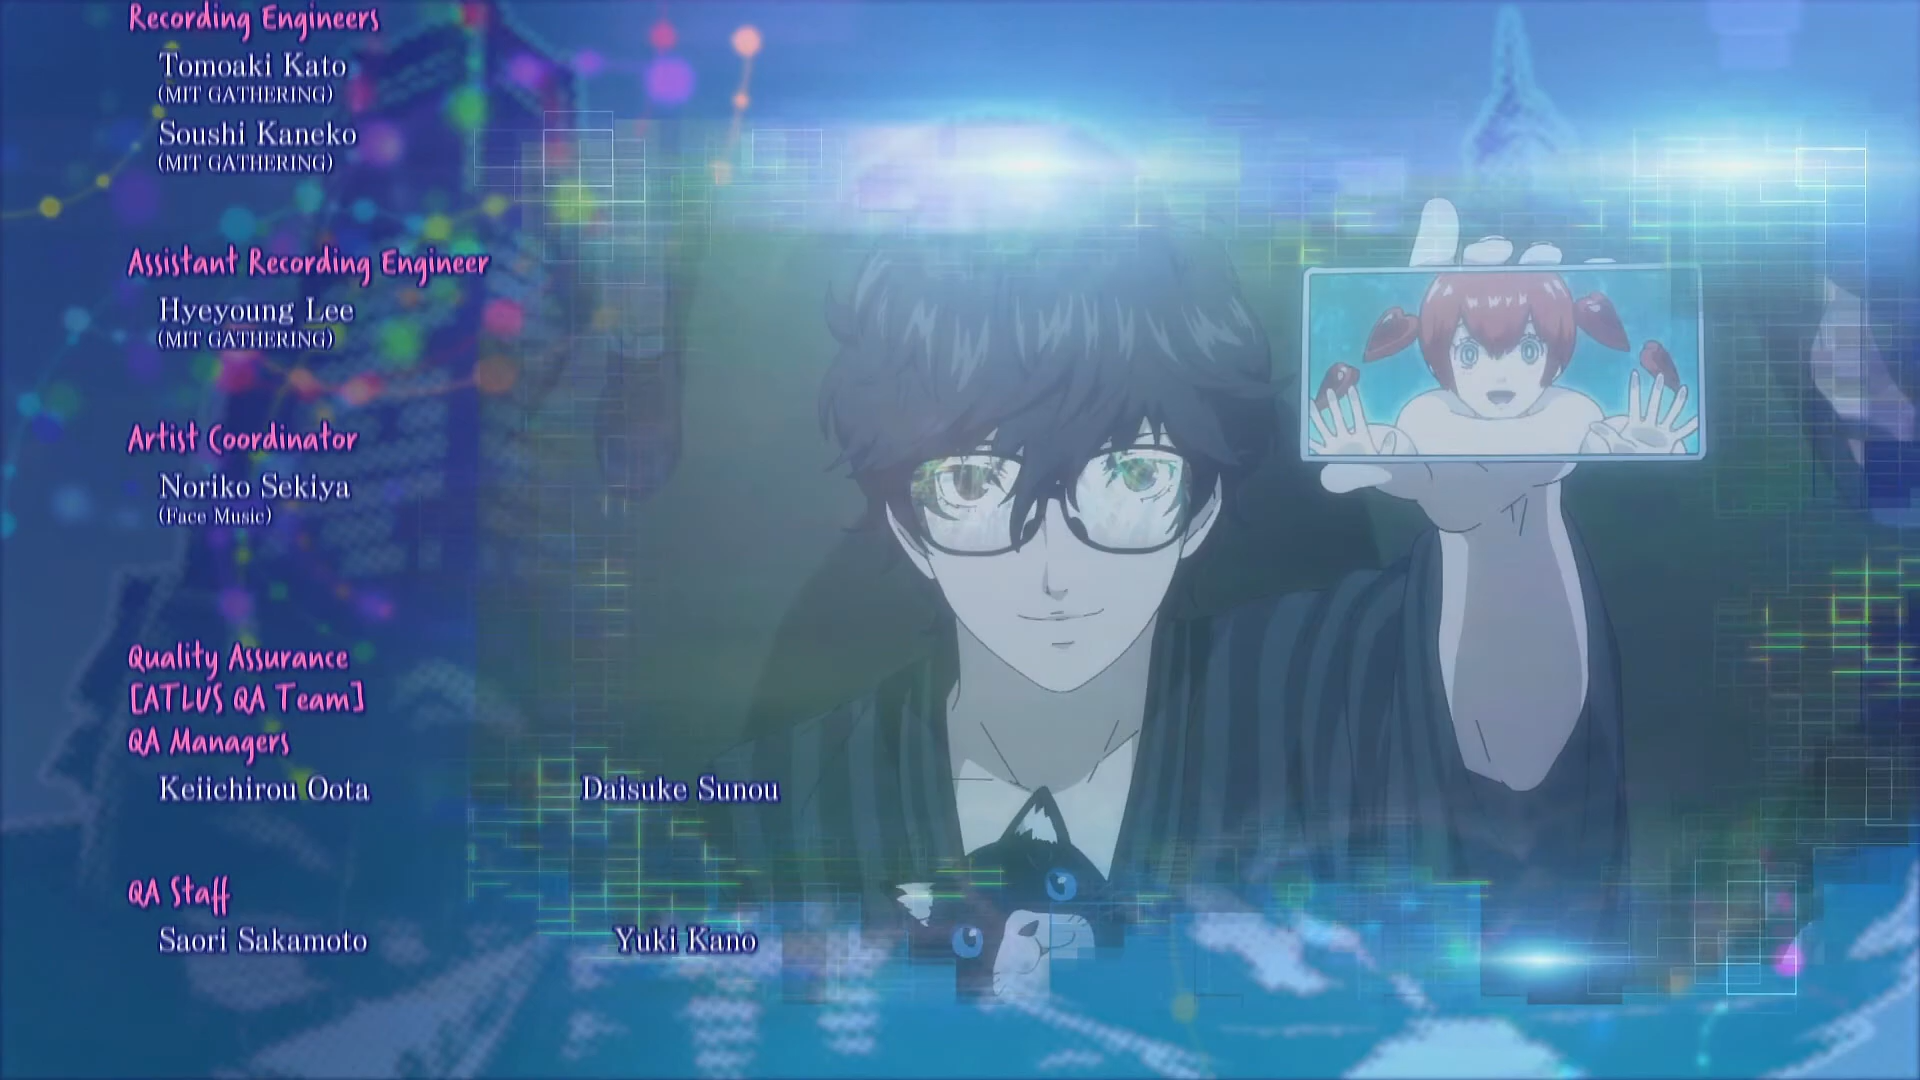 Recording Engineers
Tomoaki Kato
(MIT GATHERING)
Soushi Kaneko
(MIT GATHERING)
Assistant Recording Engineer
Hyeyoung Lee
(MIT GATHERING)
Artist Coordinator
Noriko Sekiya
(Face Music)
Quality Assurance
[ATLUS QA Team]
QA Managers
Keiichirou Oota Daisuke Sunou
QA Staff
Saori Sakamoto Yuki Kano